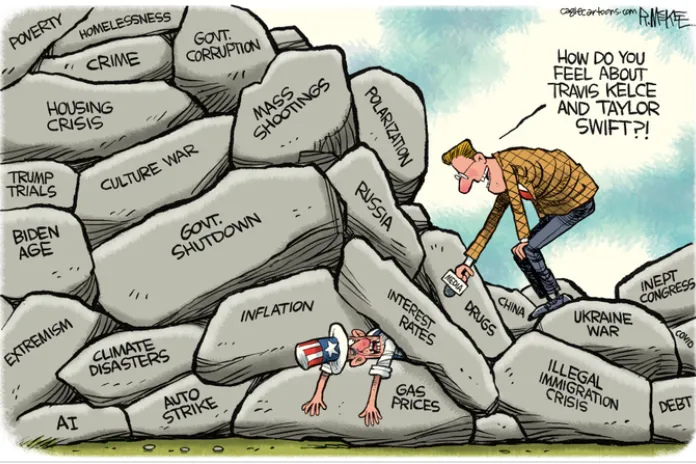 caglecartoons.com
R.McKEE
HOW DO YOU
FEEL ABOUT
TRAVIS KELCE
AND TAYLOR
SWIFT?!
POVERTY
HOMELESSNESS
GOVT.
CORRUPTION
CRIME
HOUSING
CRISIS
MASS
SHOOTINGS
POLARIZATION
TRUMP
TRIALS
CULTURE WAR
RUSSIA
BIDEN
AGE
GOVT.
SHUTDOWN
MEDIA
DRUGS
CHINA
INEPT
CONGRESS
EXTREMISM
INFLATION
INTEREST
RATES
UKRAINE
WAR
COVID
CLIMATE
DISASTERS
AI
AUTO
STRIKE
GAS
PRICES
ILLEGAL
IMMIGRATION
CRISIS
DEBT